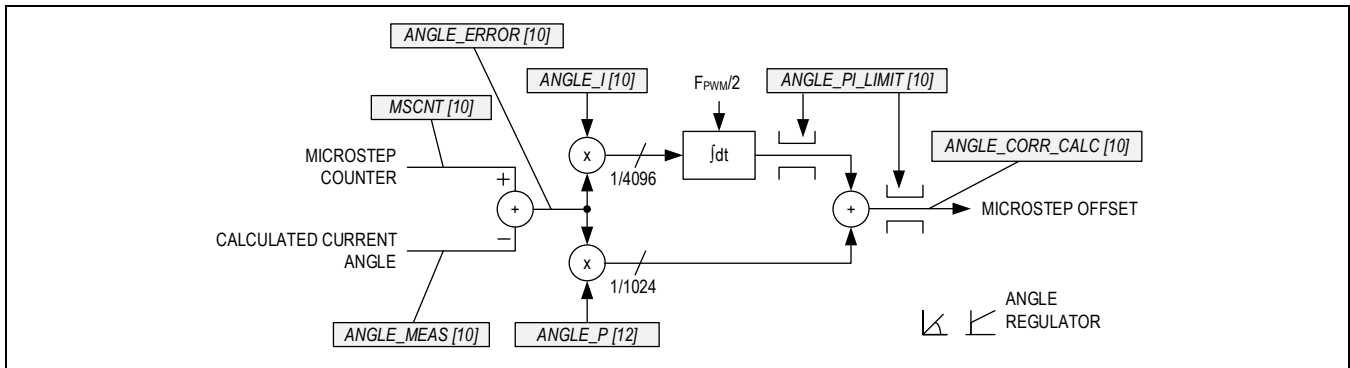 ANGLE_ERROR [10]
ANGLE_I [10]
FPWM/2
ANGLE_PI_LIMIT [10]
MSCNT [10]
MICROSTEP
COUNTER
+
x
1/4096
∫dt
ANGLE_CORR_CALC [10]
+
+
MICROSTEP OFFSET
CALCULATED CURRENT
ANGLE
–
x
1/1024
ANGLE_MEAS [10]
ANGLE_P [12]
ANGLE
REGULATOR